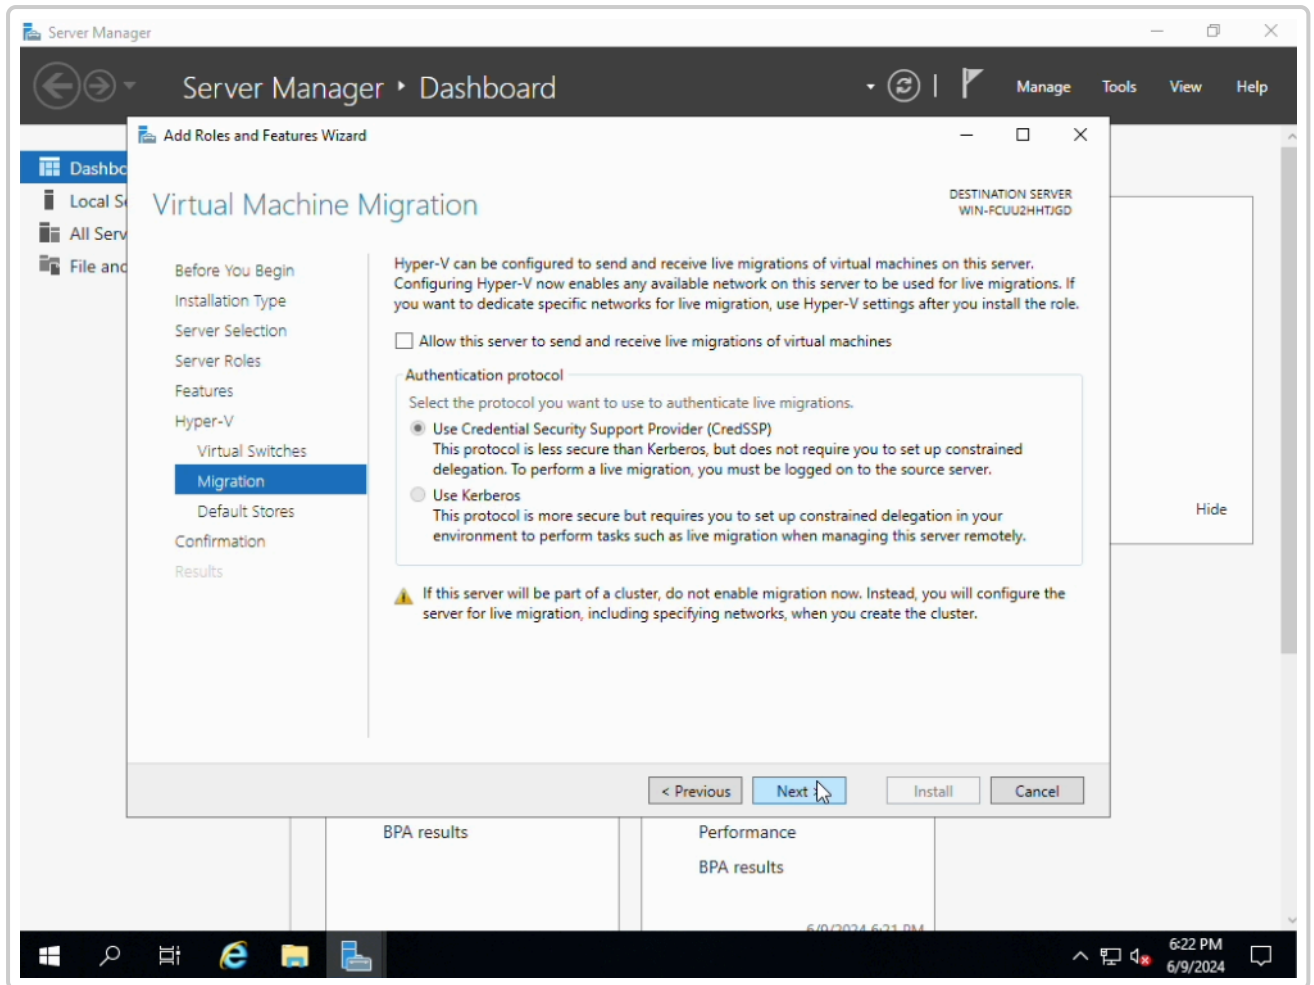 Server Manager
Server Manager ‣ Dashboard
Manage Tools View Help
Add Roles and Features Wizard
Dashbo
Local Se
All Serv
File and
Virtual Machine Migration
DESTINATION SERVER
WIN-FCUU2HHTJGD
Before You Begin
Installation Type
Server Selection
Server Roles
Features
Hyper-V
Virtual Switches
Migration
Default Stores
Confirmation
Results
Hyper-V can be configured to send and receive live migrations of virtual machines on this server.
Configuring Hyper-V now enables any available network on this server to be used for live migrations. If
you want to dedicate specific networks for live migration, use Hyper-V settings after you install the role.
Allow this server to send and receive live migrations of virtual machines
Authentication protocol
Select the protocol you want to use to authenticate live migrations.
Use Credential Security Support Provider (CredSSP)
This protocol is less secure than Kerberos, but does not require you to set up constrained
delegation. To perform a live migration, you must be logged on to the source server.
Use Kerberos
This protocol is more secure but requires you to set up constrained delegation in your
environment to perform tasks such as live migration when managing this server remotely.
If this server will be part of a cluster, do not enable migration now. Instead, you will configure the
server for live migration, including specifying networks, when you create the cluster.
Hide
< Previous
Next >
Install
Cancel
BPA results
Performance
BPA results
6/9/2024 6:21 PM
6:22 PM
6/9/2024